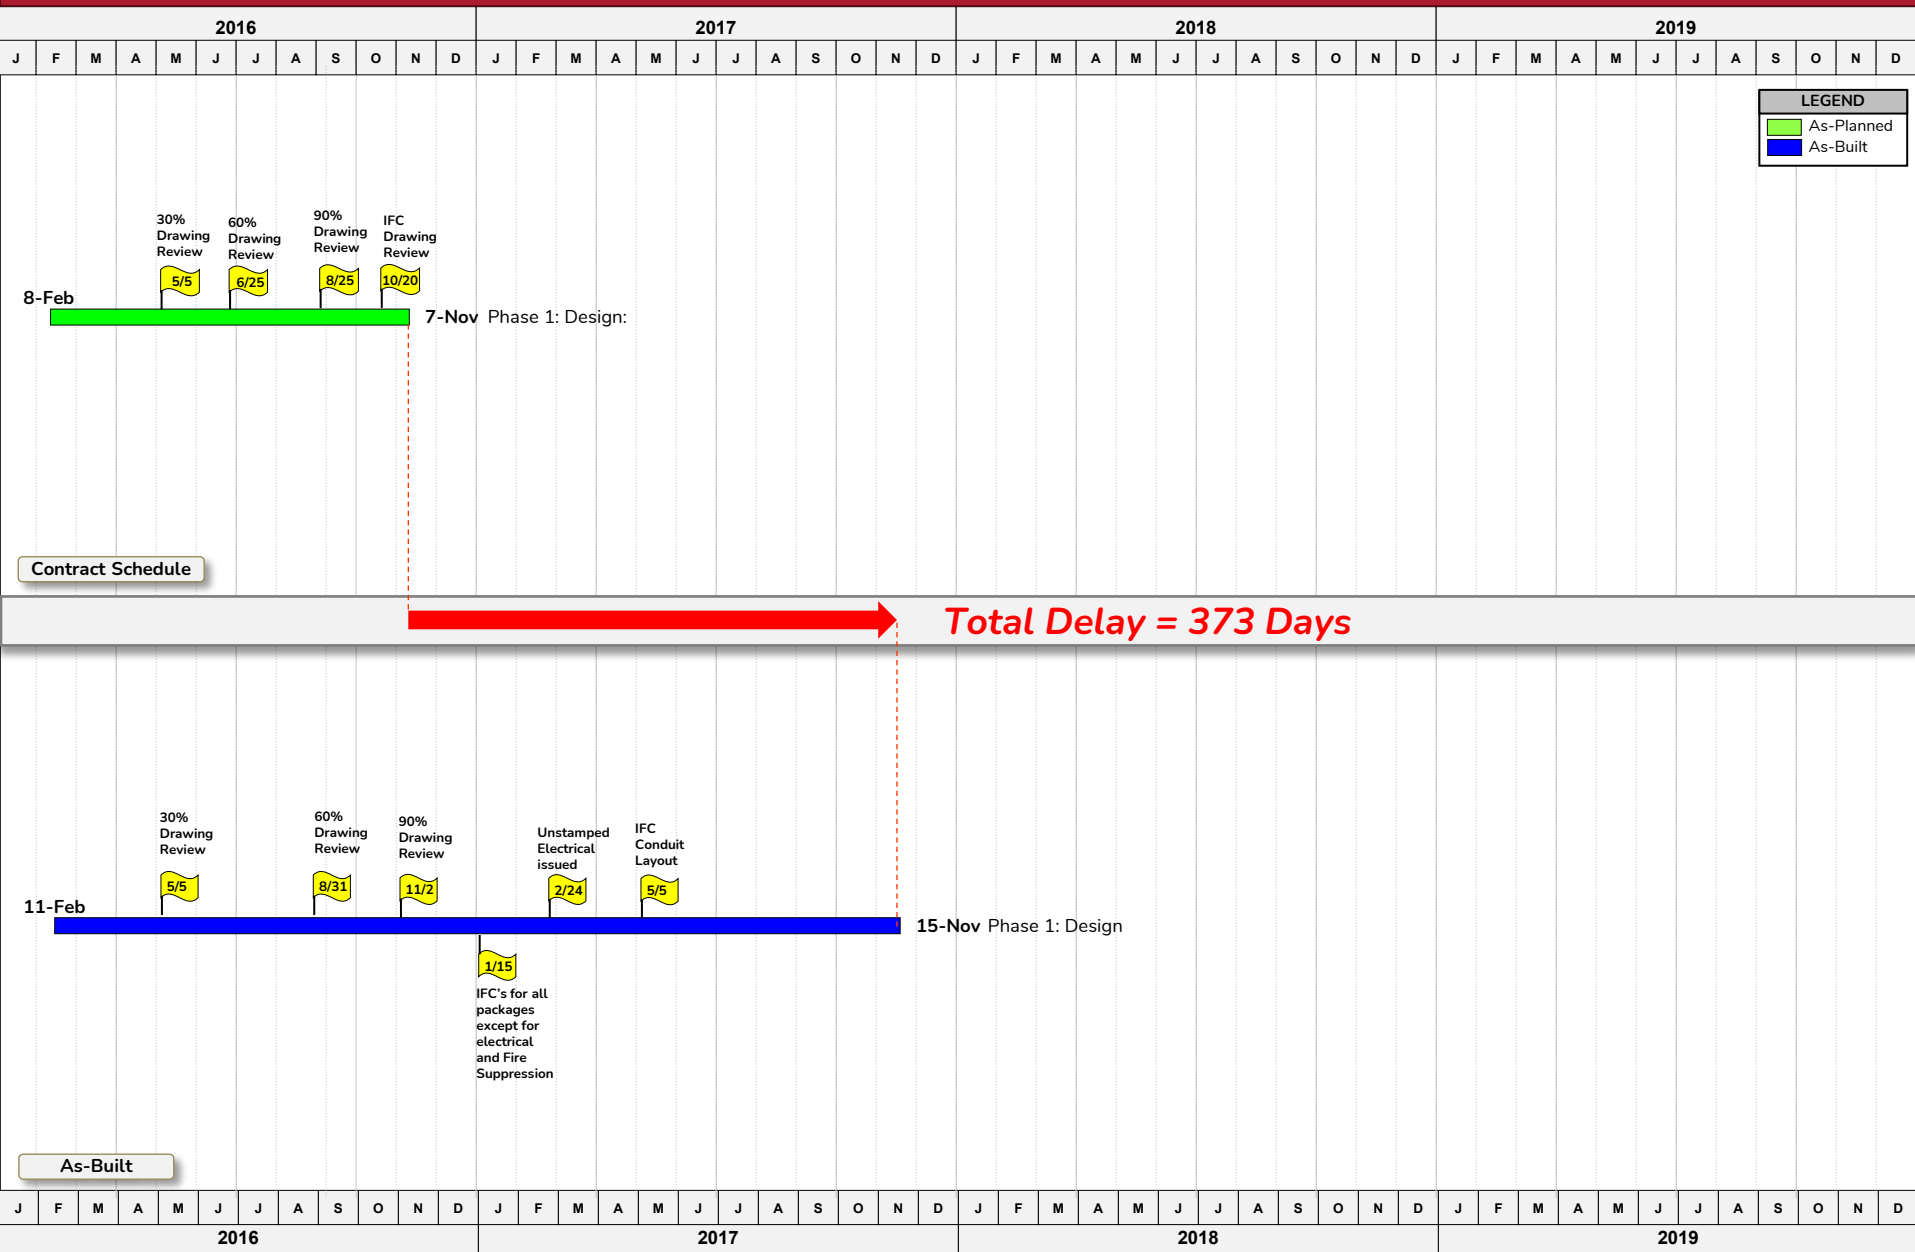 2016 2017 2018 2019
J F M A M J J A S O N D J F M A M J J A S O N D J F M A M J J A S O N D J F M A M J J A S O N D
LEGEND
As-Planned
As-Built
30%
Drawing
Review
60%
Drawing
Review
90%
Drawing
Review
IFC
Drawing
Review
5/5 6/25 8/25 10/20
8-Feb
7-Nov Phase 1: Design:
Contract Schedule
Total Delay = 373 Days
30%
Drawing
Review
60%
Drawing
Review
90%
Drawing
Review
Unstamped
Electrical
issued
IFC
Conduit
Layout
5/5 8/31 11/2 2/24 5/5
11-Feb
15-Nov Phase 1: Design
1/15
IFC's for all
packages
except for
electrical
and Fire
Suppression
As-Built
J F M A M J J A S O N D J F M A M J J A S O N D J F M A M J J A S O N D J F M A M J J A S O N D
2016 2017 2018 2019